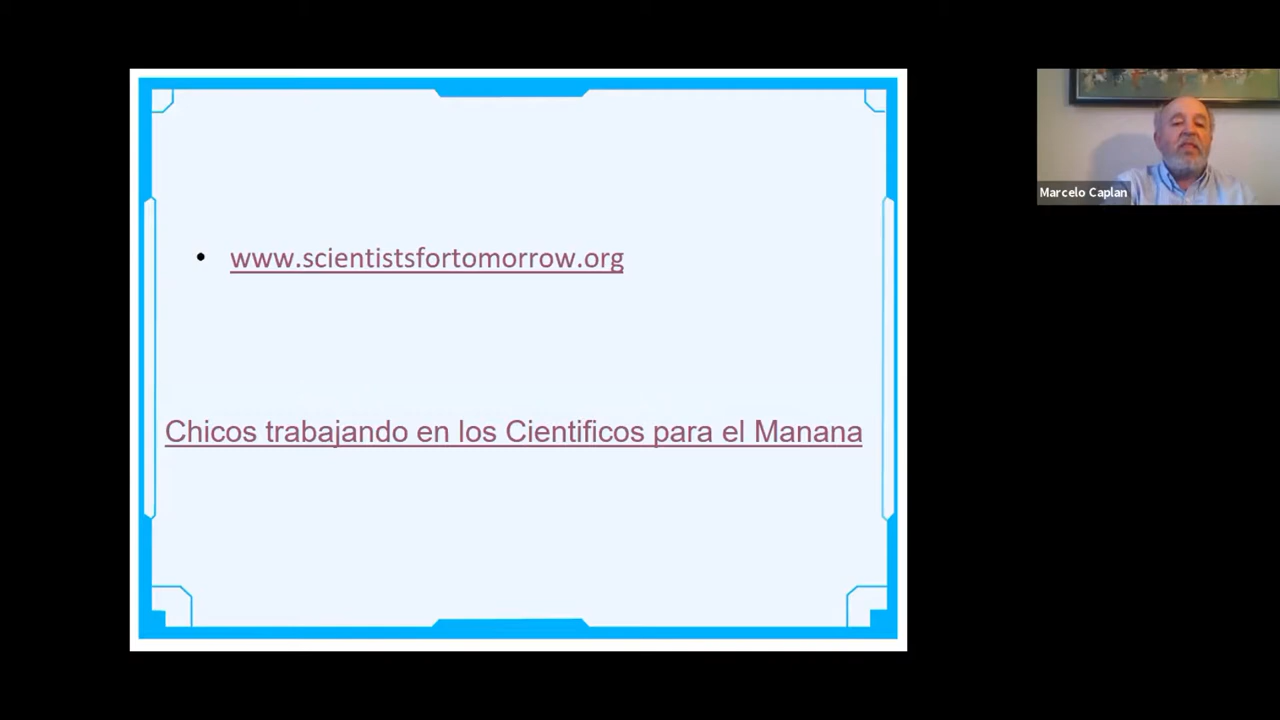 • www.scientistsfortomorrow.org
Chicos trabajando en los Cientificos para el Manana
Marcelo Caplan